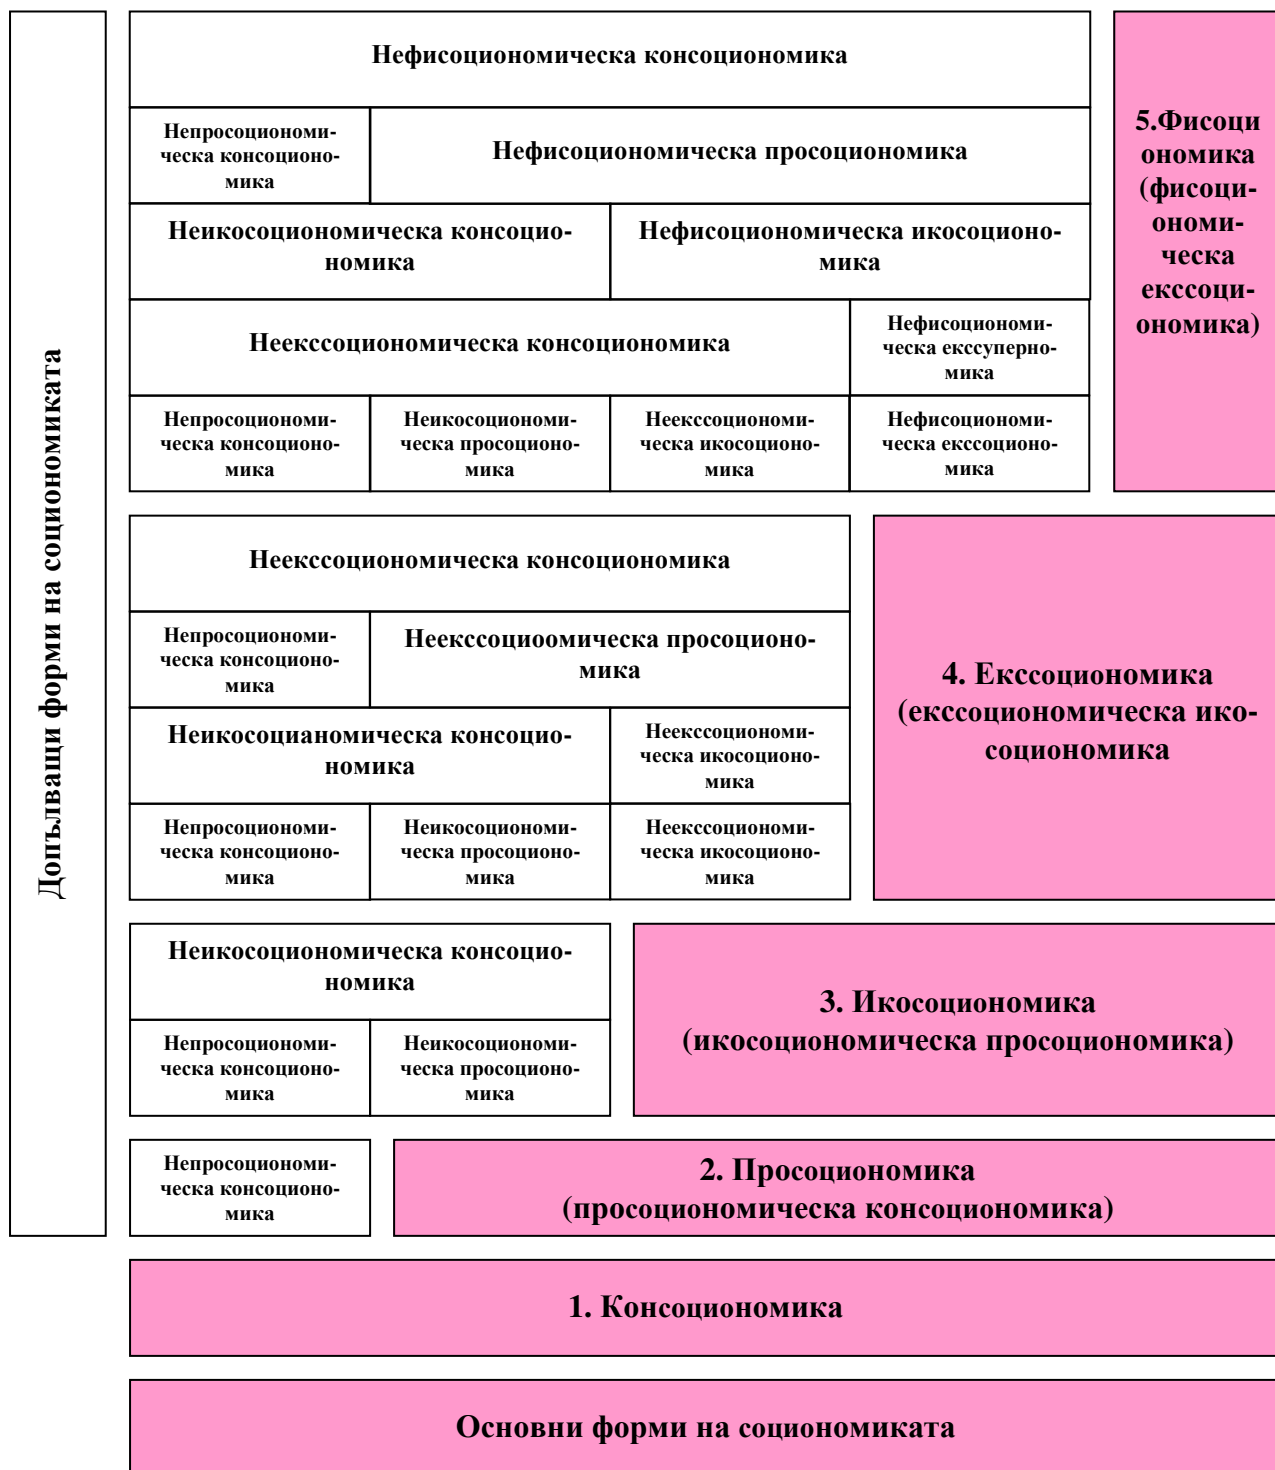 Допълващи форми на социономиката
Нефисоциономическа консоциономика
Непросоциономи-
ческа консоционо-
мика
Нефисоциономическа просоциономика
Неикосоциономическа консоцио-
номика
Нефисоциономическа икосоционо-
мика
Неекссоциономическа консоциономика
Нефисоциономи-
ческа екссуперно-
мика
Непросоциономи-
ческа консоционо-
мика
Неикосоциономи-
ческа просоционо-
мика
Неекссоциономи-
ческа икосоционо-
мика
Нефисоциономи-
ческа екссоционо-
мика
5.Фисоци
ономика
(фисоци-
ономи-
ческа
екссоци-
ономика)
Неекссоциономическа консоциономика
Непросоциономи-
ческа консоционо-
мика
Неекссоциоомическа просоционо-
мика
Неикосоцианомическа консоцио-
номика
Неекссоциономи-
ческа икосоционо-
мика
Непросоциономи-
ческа консоционо-
мика
Неикосоциономи-
ческа просоционо-
мика
Неекссоциономи-
ческа икосоционо-
мика
4. Екссоциономика
(екссоциономическа ико-
социономика
Неикосоциономическа консоцио-
номика
Непросоциономи-
ческа консоционо-
мика
Неикосоциономи-
ческа просоционо-
мика
3. Икосоциономика
(икосоциономическа просоциономика)
Непросоциономи-
ческа консоционо-
мика
2. Просоциономика
(просоциономическа консоциономика)
1. Консоциономика
Основни форми на социономиката